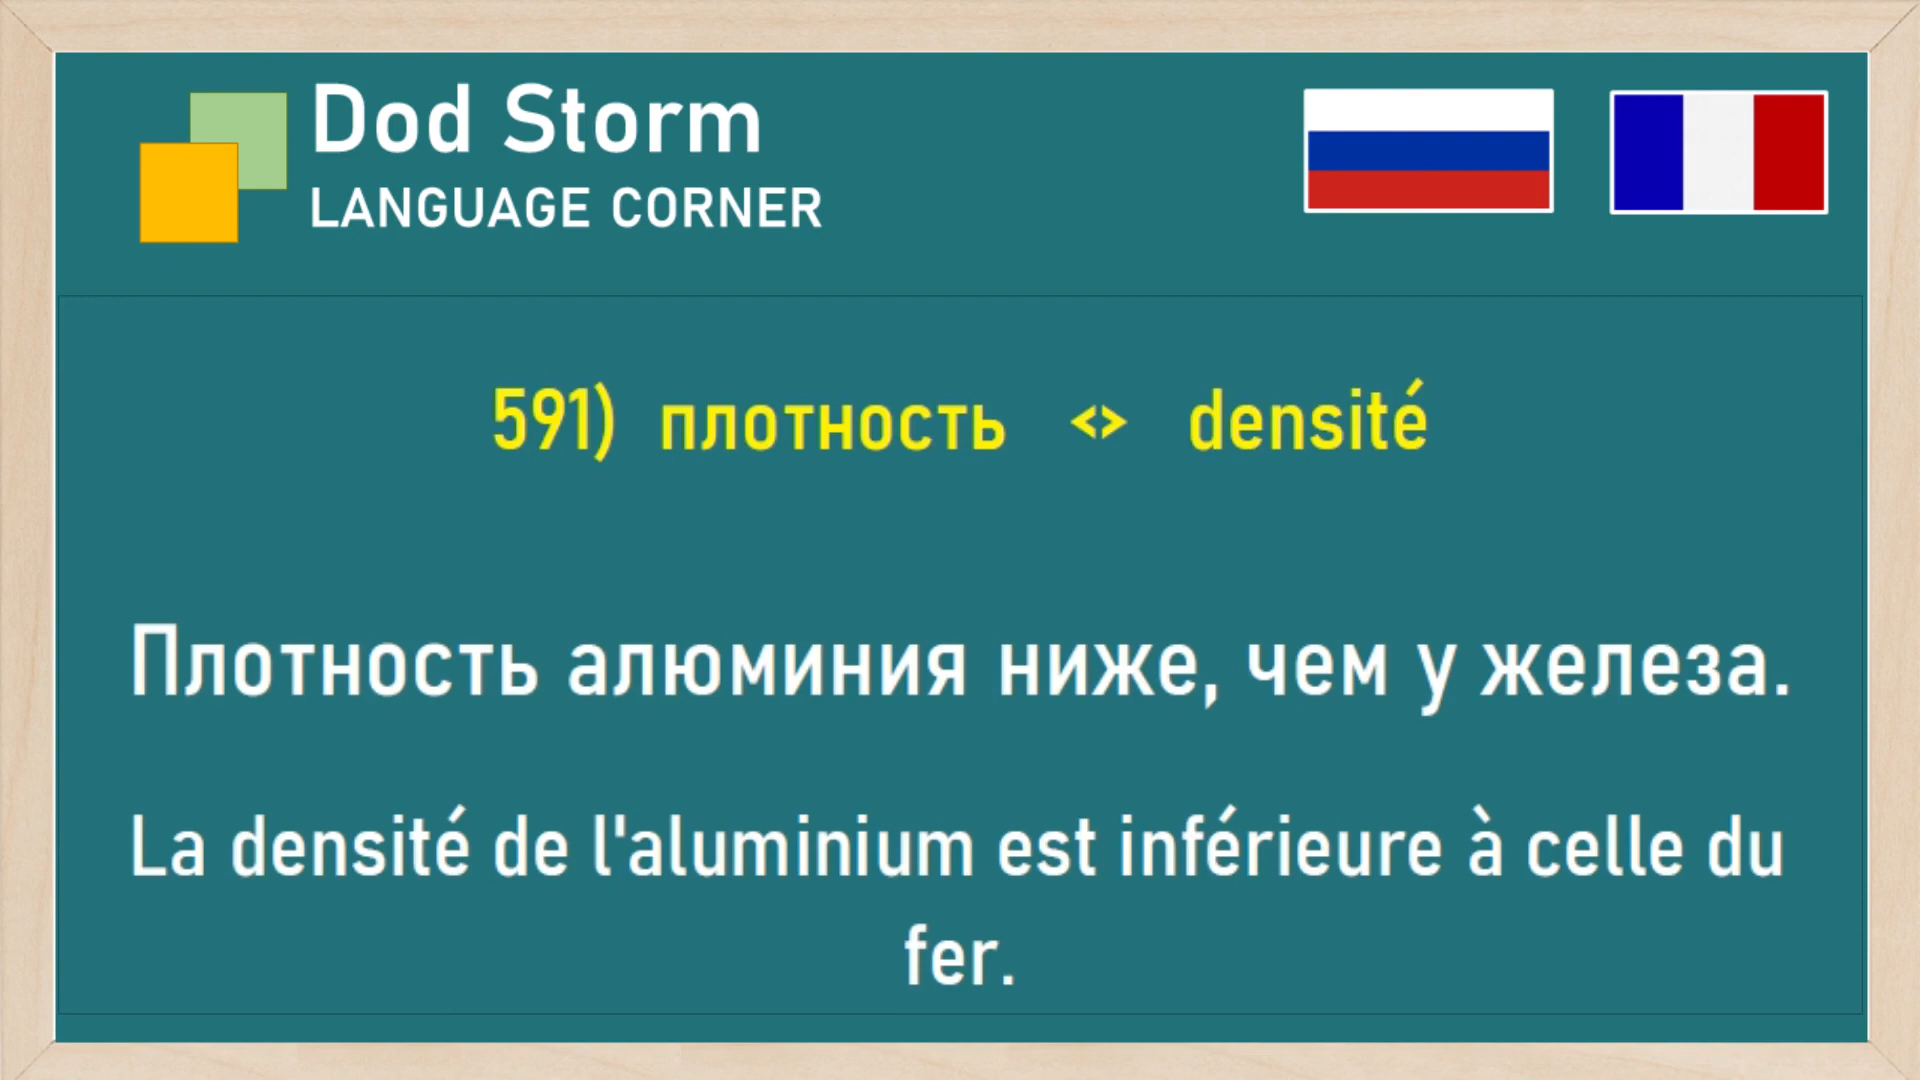 Dod Storm
LANGUAGE CORNER
591) плотность <> densité
Плотность алюминия ниже, чем у железа.
La densité de l'aluminium est inférieure à celle du
fer.